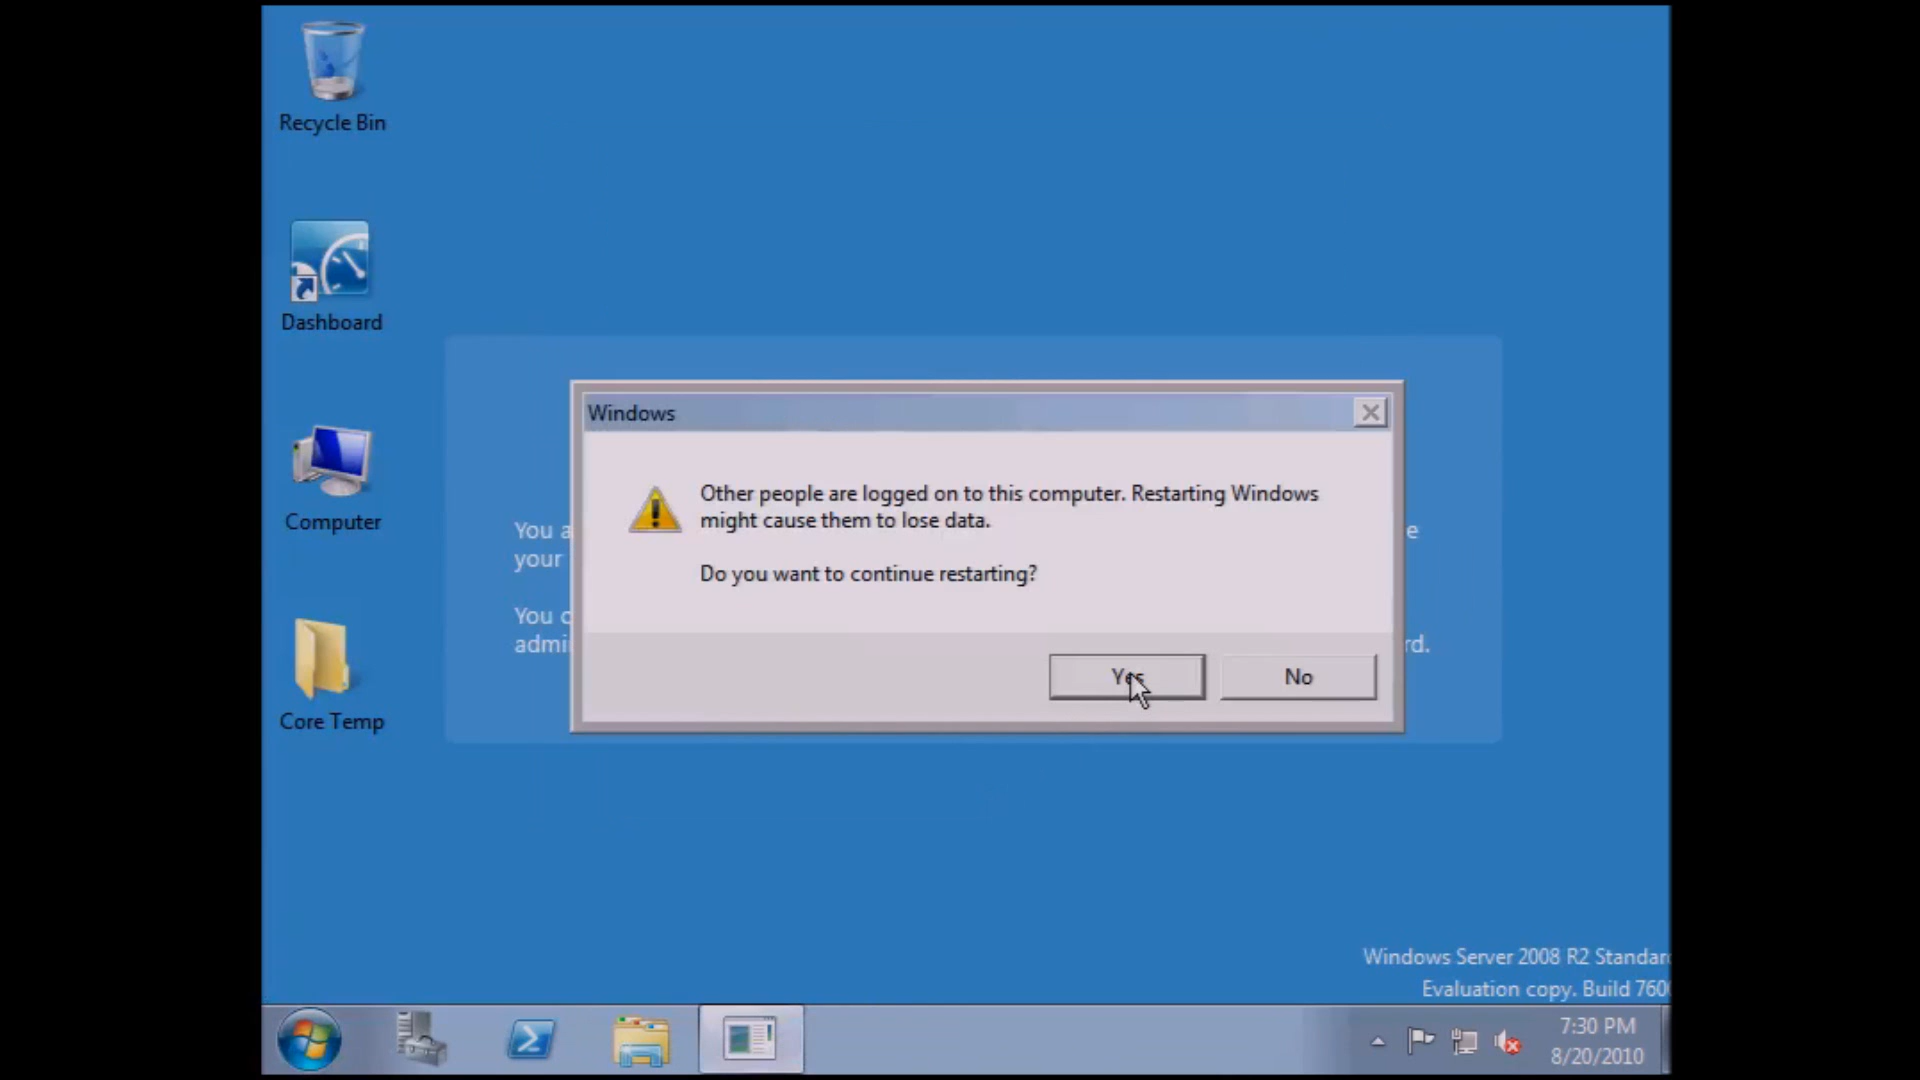 Recycle Bin
Dashboard
Computer
Core Temp
Windows
Other people are logged on to this computer. Restarting Windows
might cause them to lose data.
Do you want to continue restarting?
Yes
No
You
your
You
Windows Server 2008 R2 Standard
Evaluation copy. Build 760
7:30 PM
8/20/2010